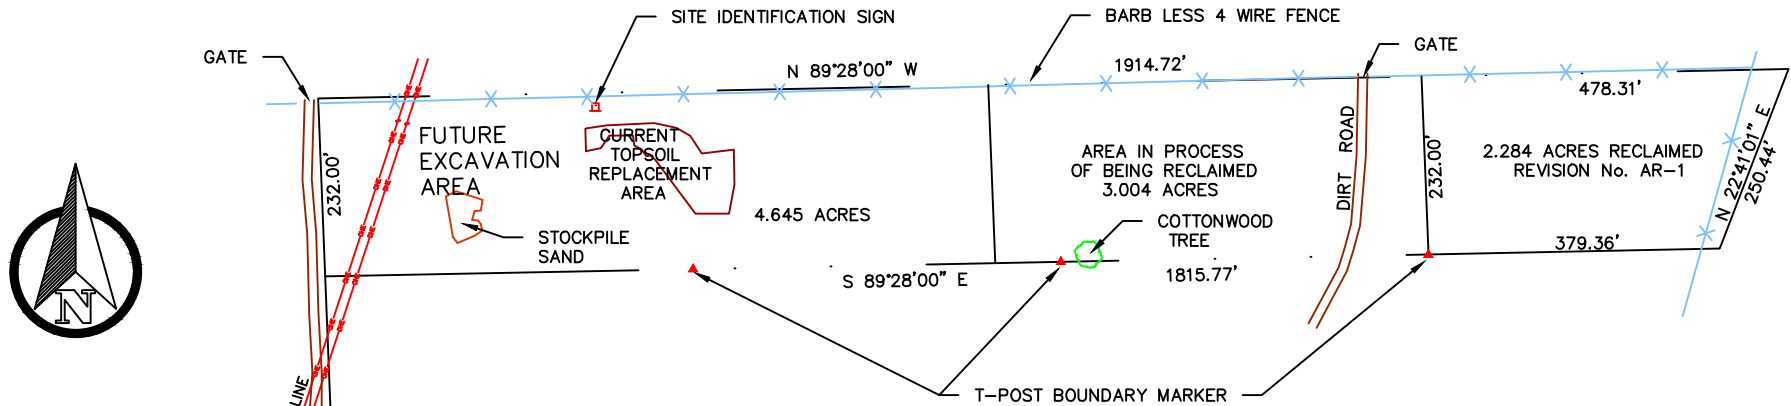 SITE IDENTIFICATION SIGN
BARB LESS 4 WIRE FENCE
GATE
GATE
N 89°28'00" W
1914.72'
478.31'
FUTURE
EXCAVATION
AREA
CURRENT
TOPSOIL
REPLACEMENT
AREA
232.00'
4.645 ACRES
AREA IN PROCESS
OF BEING RECLAIMED
3.004 ACRES
DIRT ROAD
232.00'
2.284 ACRES RECLAIMED
REVISION No. AR-1
N 22°41'01" E
250.44'
STOCKPILE
SAND
COTTONWOOD
TREE
379.36'
S 89°28'00" E
1815.77'
N
LINE
T-POST BOUNDARY MARKER